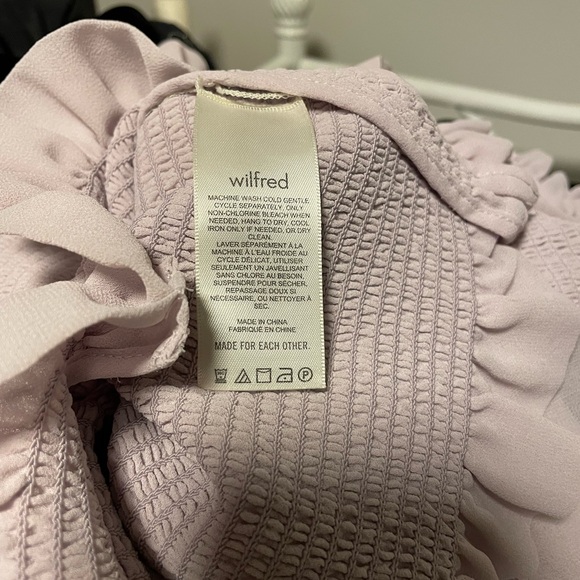 wilfred
MACHINE WASH COLD GENTLE
CYCLE SEPARATELY, ONLY
NON-CHLORINE BLEACH WHEN
NEEDED, HANG TO DRY, COOL
IRON ONLY IF NEEDED, OR DRY
CLEAN.
LAVER SÉPARÉMENT À LA
MACHINE À L'EAU FROIDE AU
CYCLE DÉLICAT, UTILISER
SEULEMENT UN JAVELLISANT
SANS CHLORE AU BESOIN,
SUSPENDRE POUR SÉCHER.
REPASSAGE DOUX SI
NÉCESSAIRE, OU NETTOYER À
SEC.
MADE IN CHINA
FABRIQUÉ EN CHINE
MADE FOR EACH OTHER.
P